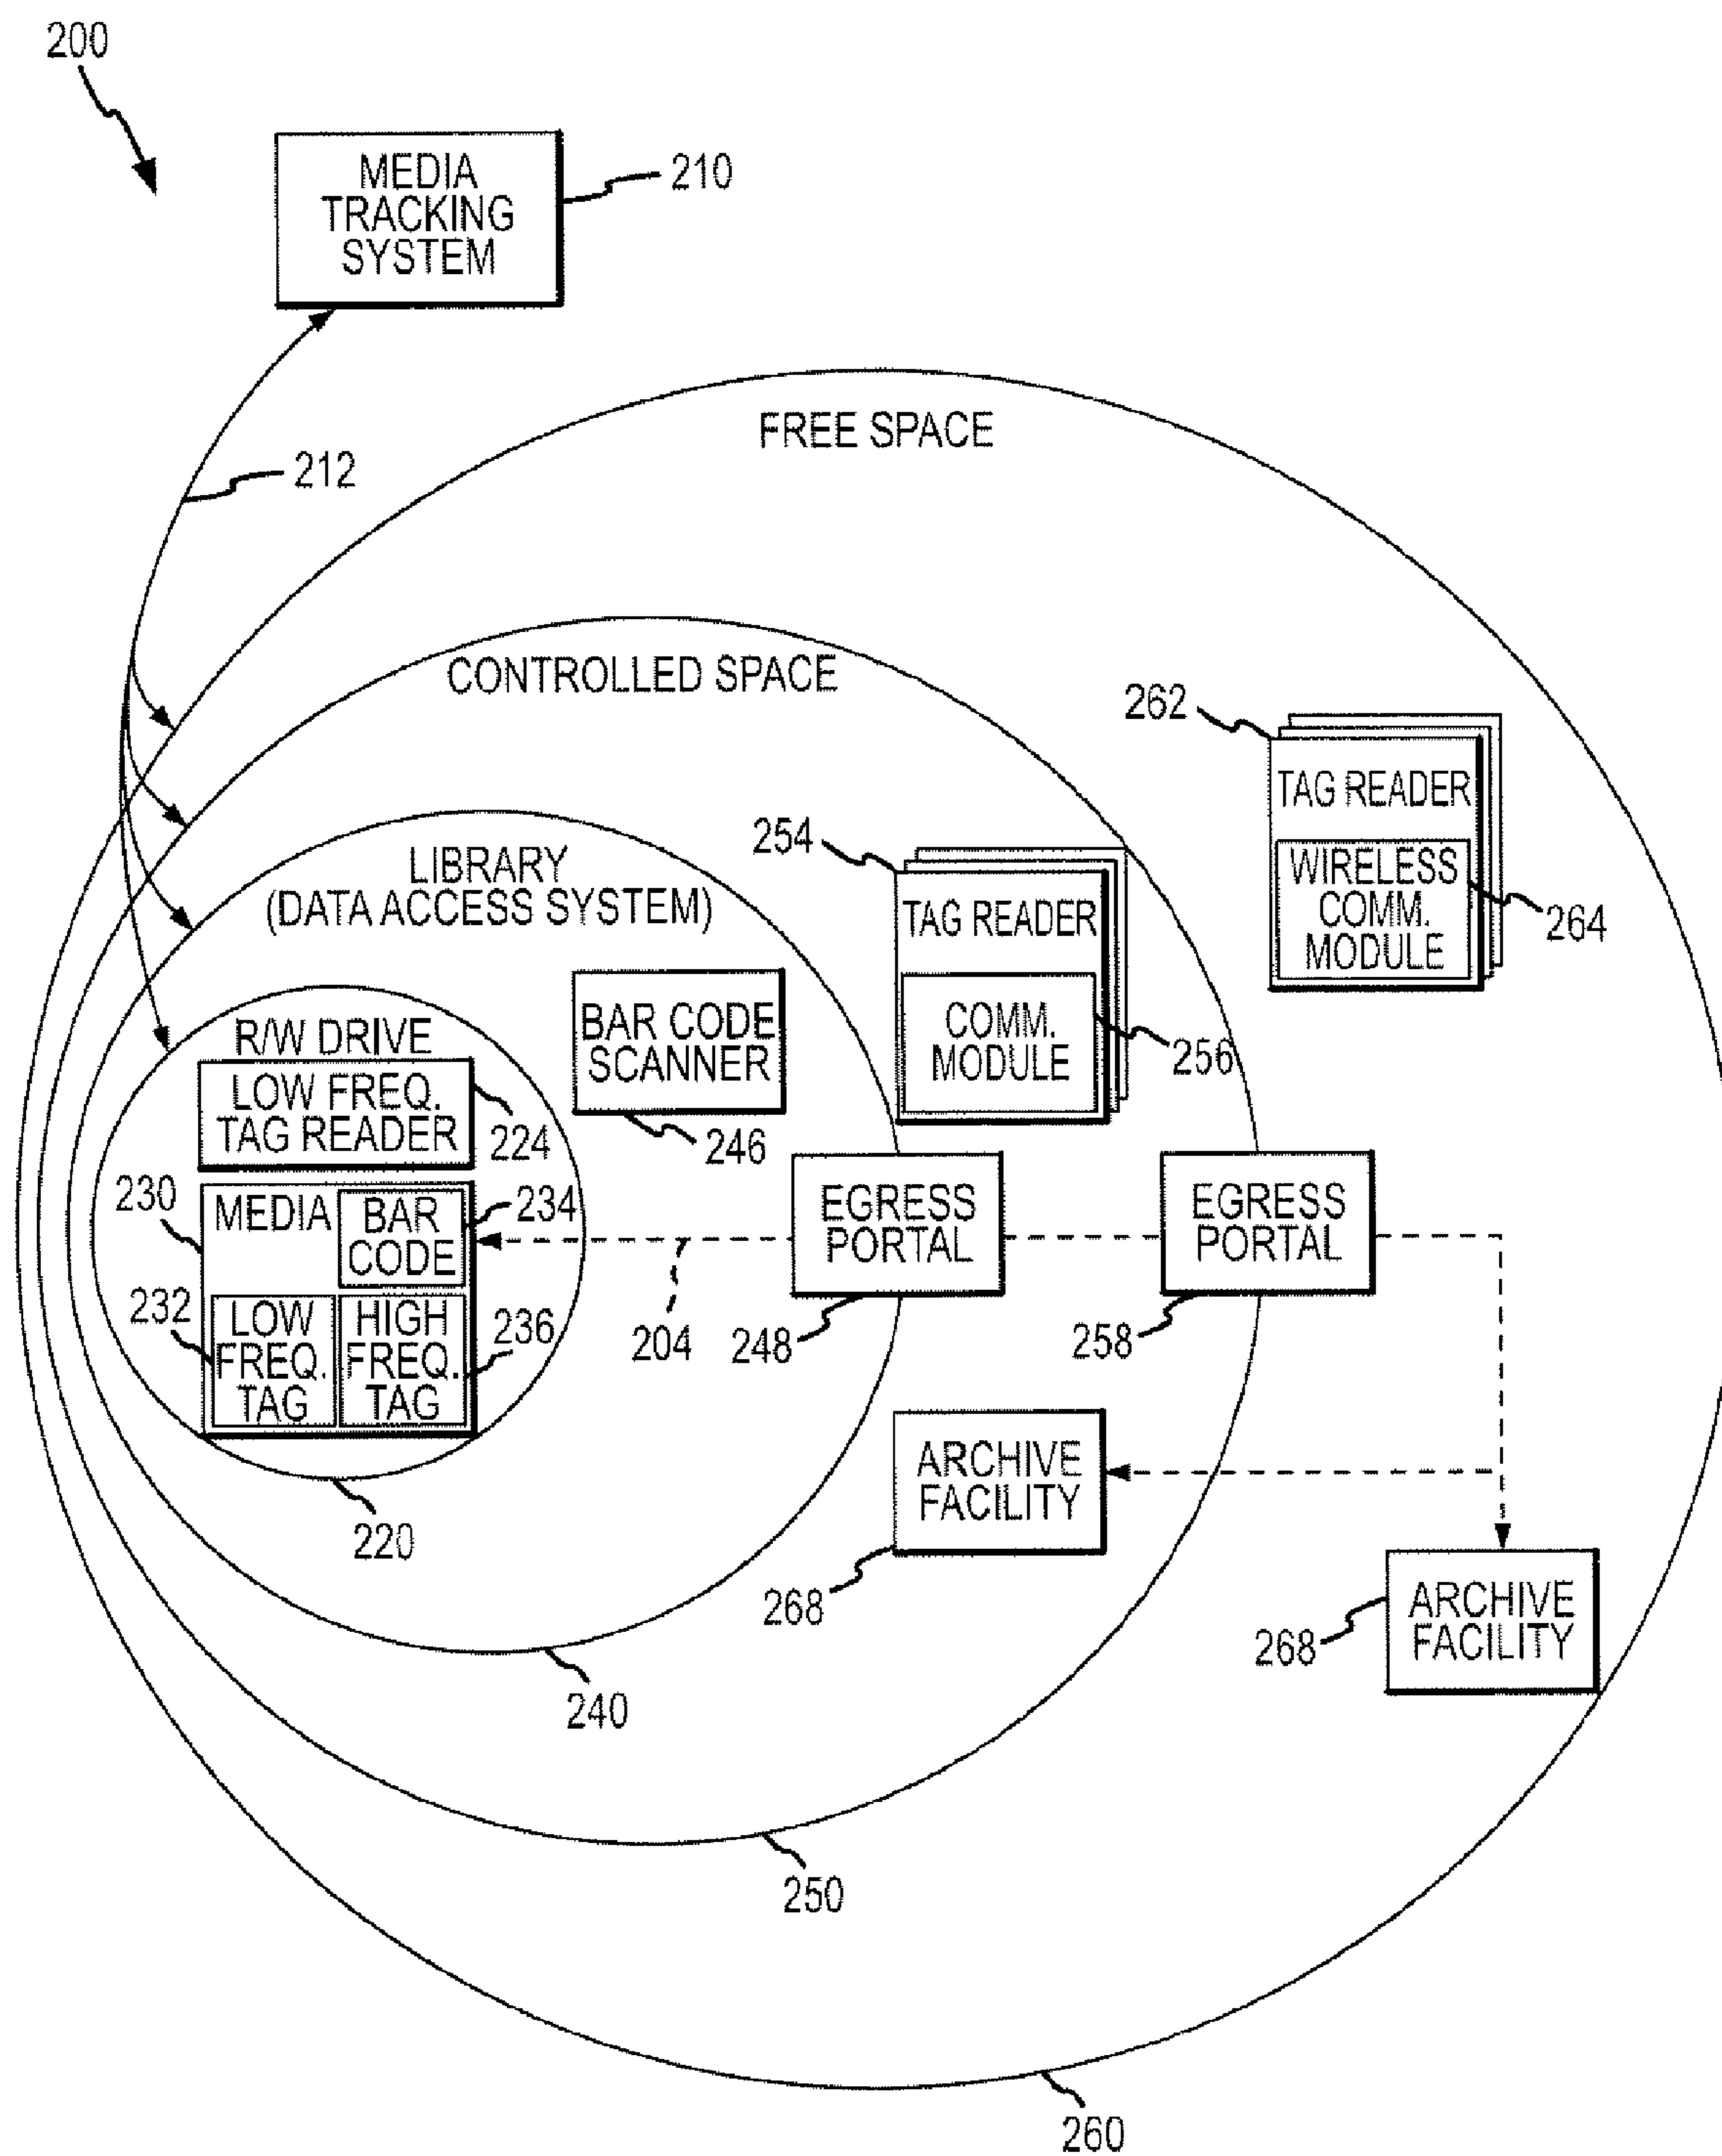 200
MEDIA
TRACKING
SYSTEM
210
FREE SPACE
212
CONTROLLED SPACE
262
TAG READER
WIRELESS
COMM.
MODULE
264
254
TAG READER
COMM.
MODULE
256
LIBRARY
(DATA ACCESS SYSTEM)
BAR CODE
SCANNER
246
R/W DRIVE
LOW FREQ.
TAG READER
224
230
MEDIA
BAR
CODE
234
232
LOW
FREQ.
TAG
HIGH
FREQ.
TAG
236
204
EGRESS
PORTAL
248
EGRESS
PORTAL
258
ARCHIVE
FACILITY
268
ARCHIVE
FACILITY
268
220
240
250
260